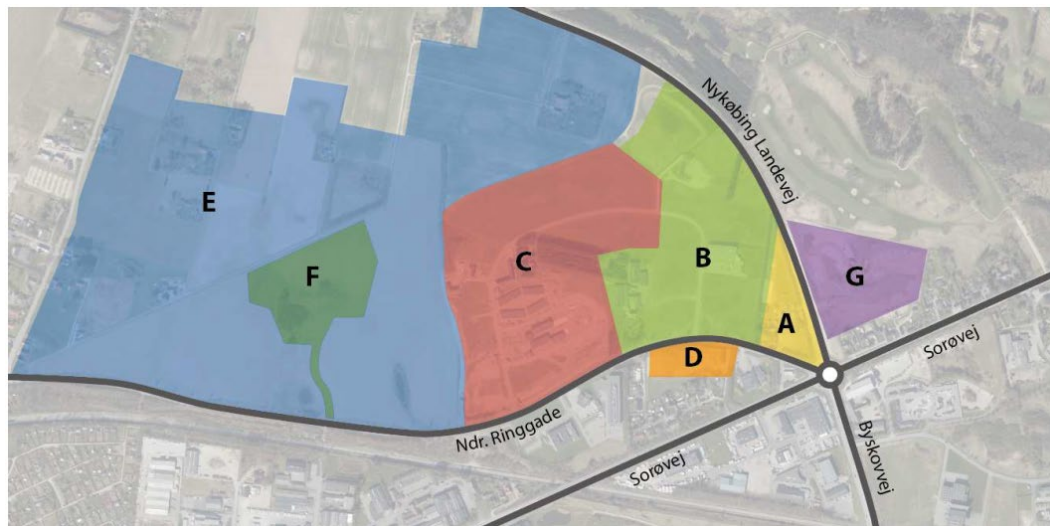 Nykøbing Landevej
E
F
C
B
G
A
D
Sorøvej
Ndr. Ringgade
Sorøvej
Byskovvej